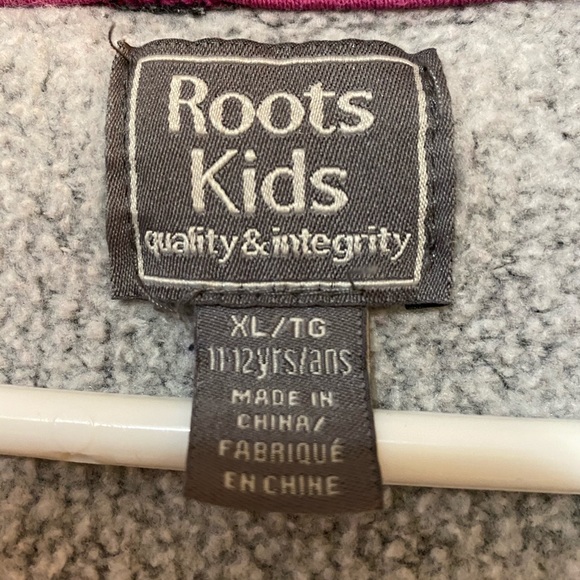 Roots
Kids
quality & integrity
XL/TG
11-12yrs/ans
MADE IN
CHINA/
FABRIQUÉ
EN CHINE